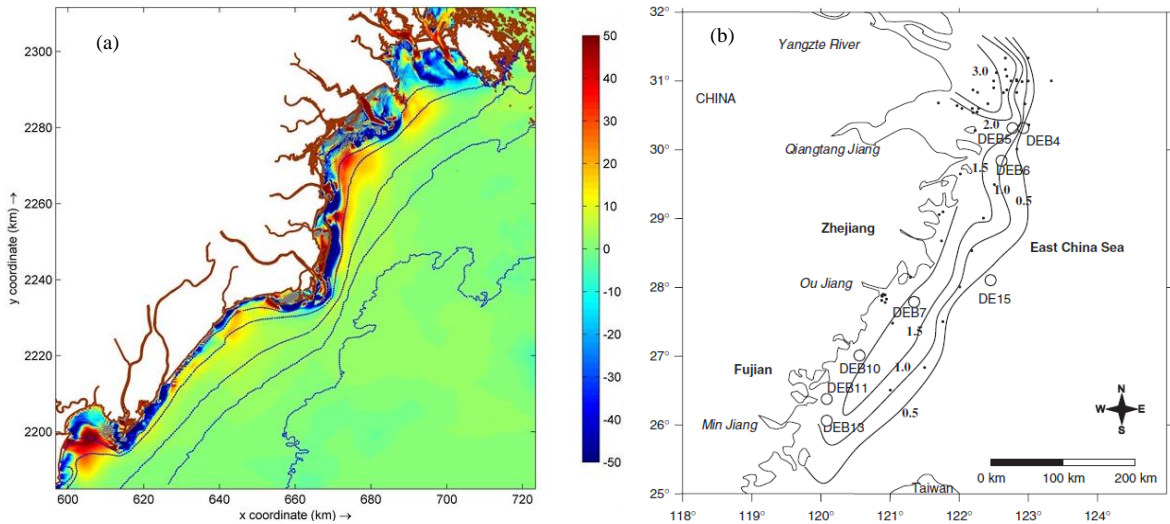 (a)
2300
2280
2260
2240
2220
2200
y coordinate (km) →
600
620
640
660
680
700
720
x coordinate (km) →
50
40
30
20
10
0
-10
-20
-30
-40
-50
(b)
32°
31°
30°
29°
28°
27°
26°
25°
118°
119°
120°
121°
122°
123°
124°
Yangzte River
3.0
CHINA
2.0
DEB5
DEB4
Qiangtang Jiang
1.5
DEB6
1.0
0.5
Zhejiang
East China Sea
Ou Jiang
DE15
DEB7
1.5
Fujian
DEB10
1.0
DEB11
0.5
Min Jiang
DEB13
N
W
E
S
0 km
100 km
200 km
Taiwan